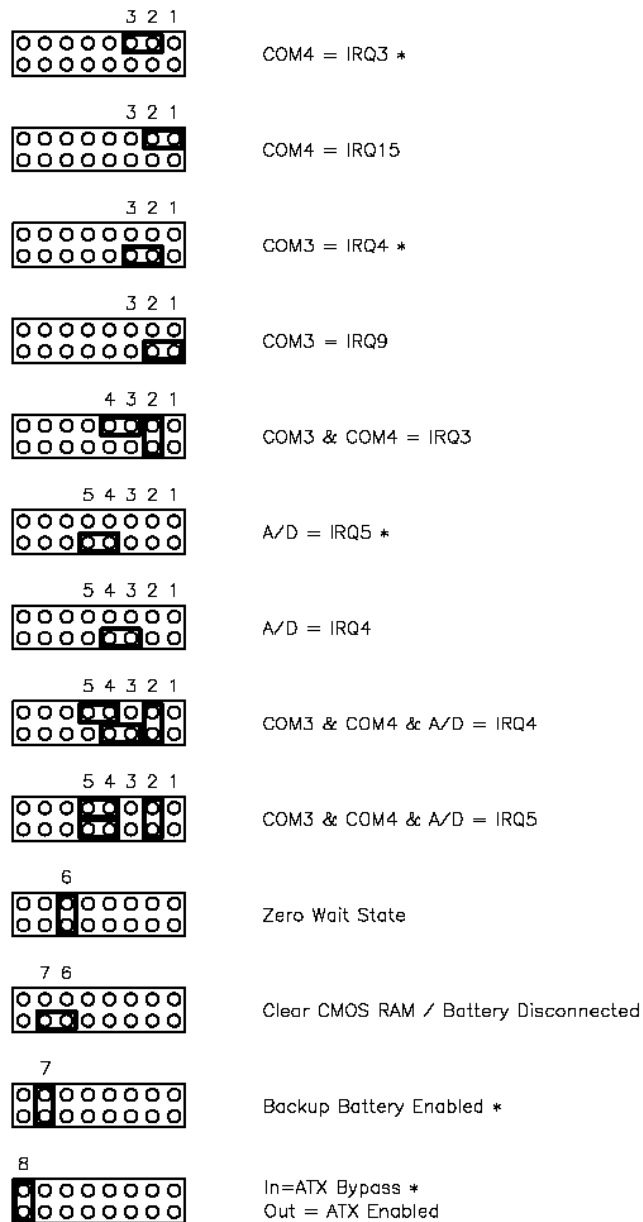 3 2 1
COM4 = IRQ3 *
3 2 1
COM4 = IRQ15
3 2 1
COM3 = IRQ4 *
3 2 1
COM3 = IRQ9
4 3 2 1
COM3 & COM4 = IRQ3
5 4 3 2 1
A/D = IRQ5 *
5 4 3 2 1
A/D = IRQ4
5 4 3 2 1
COM3 & COM4 & A/D = IRQ4
5 4 3 2 1
COM3 & COM4 & A/D = IRQ5
6
Zero Wait State
7 6
Clear CMOS RAM / Battery Disconnected
7
Backup Battery Enabled *
8
In=ATX Bypass *
Out = ATX Enabled